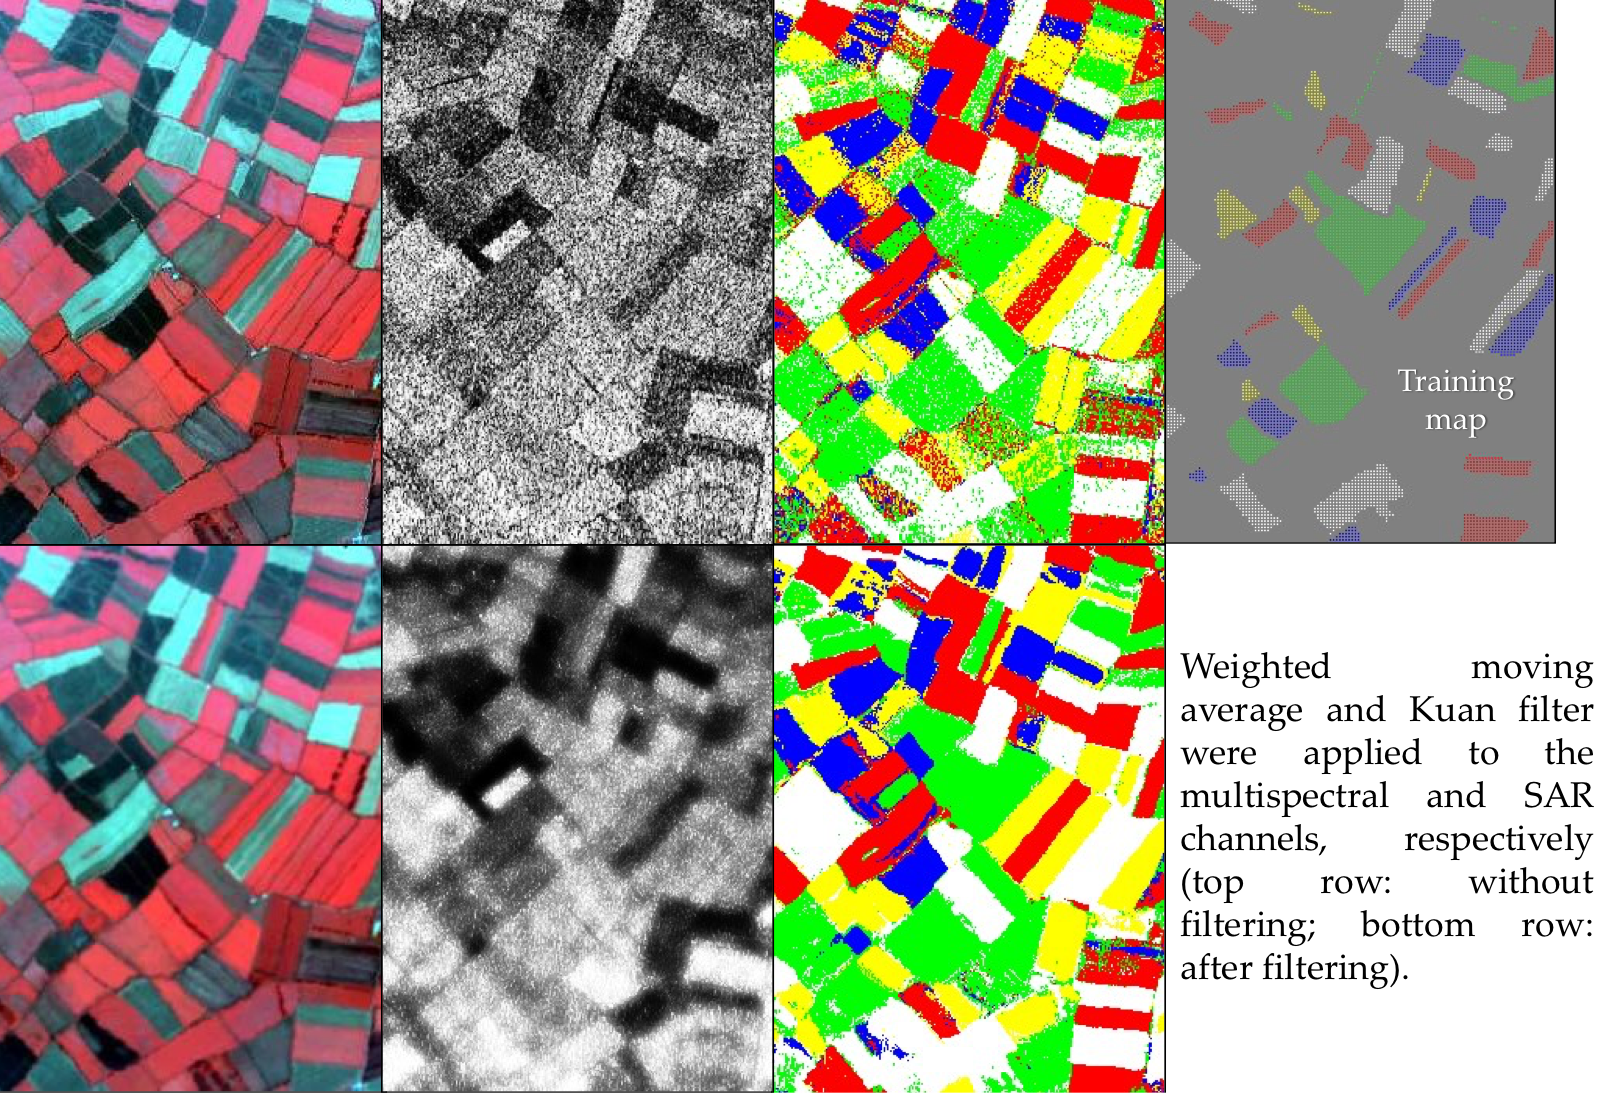 Training
map
Weighted moving
average and Kuan filter
were applied to the
multispectral and SAR
channels, respectively
(top row: without
filtering; bottom row:
after filtering).